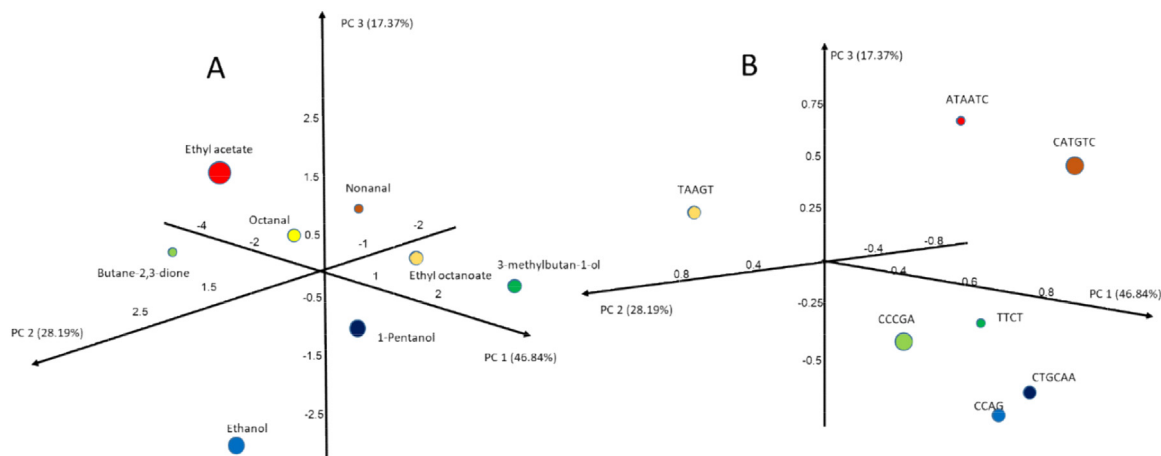 A
PC 3 (17.37%)
2.5
Ethyl acetate
1.5
Nonanal
Octanal
-4
-2
0.5
-1
-2
Butane-2,3-dione
Ethyl octanoate
3-methylbutan-1-ol
1
2
1.5
2.5
-0.5
PC 2 (28.19%)
1-Pentanol
PC 1 (46.84%)
-1.5
Ethanol
-2.5
B
PC 3 (17.37%)
0.75
ATAATC
0.5
CATGTC
TAAGT
0.25
-0.4
-0.8
0.8
0.4
0.4
0.6
0.8
PC 2 (28.19%)
PC 1 (46.84%)
-0.25
CCCGA
TTCT
-0.5
CTGCAA
CCAG